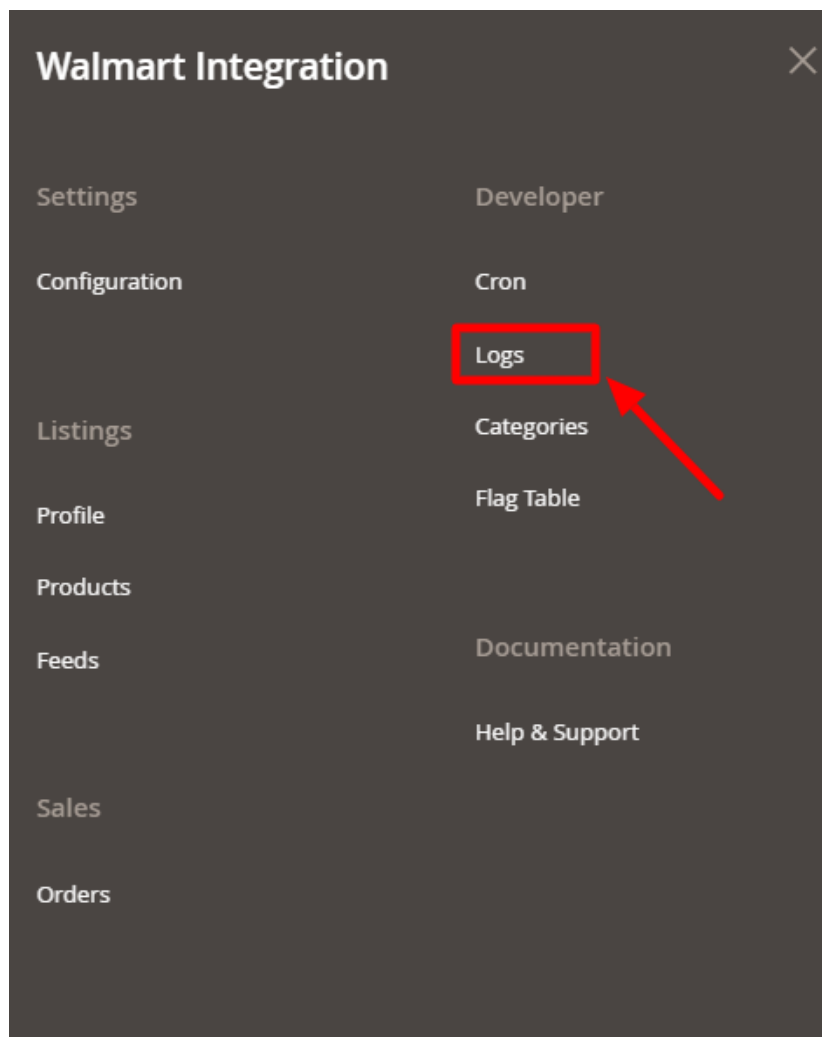 Walmart Integration
Settings
Configuration
Listings
Profile
Products
Feeds
Sales
Orders
Developer
Cron
Logs
Categories
Flag Table
Documentation
Help & Support